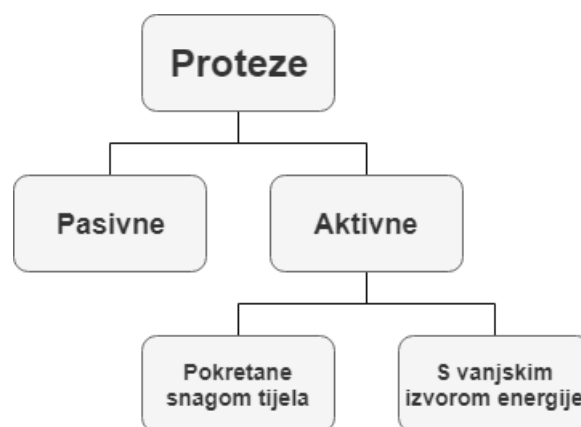 Proteze
Pasivne
Aktivne
Pokretane
snagom tijela
S vanjskim
izvorom energije